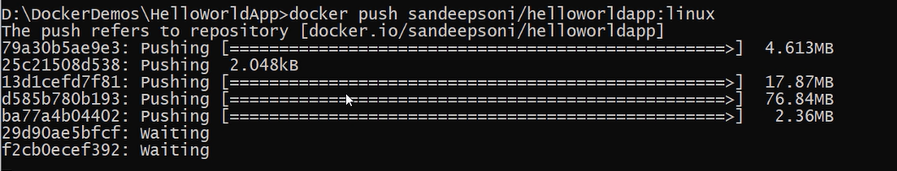 D:\DockerDemos\HelloWorldApp>docker push sandeepsoni/helloworldapp:linux
The push refers to repository [docker.io/sandeepsoni/helloworldapp]
79a30b5ae9e3: Pushing [==================================================>]  4.613MB
25c21508d538: Pushing  2.048kB
13d1cefd7f81: Pushing [==================================================>]  17.87MB
d585b780b193: Pushing [==================================================>]  76.84MB
ba77a4b04402: Pushing [==================================================>]   2.36MB
29d90ae5bfcf: Waiting
f2cb0ecef392: Waiting